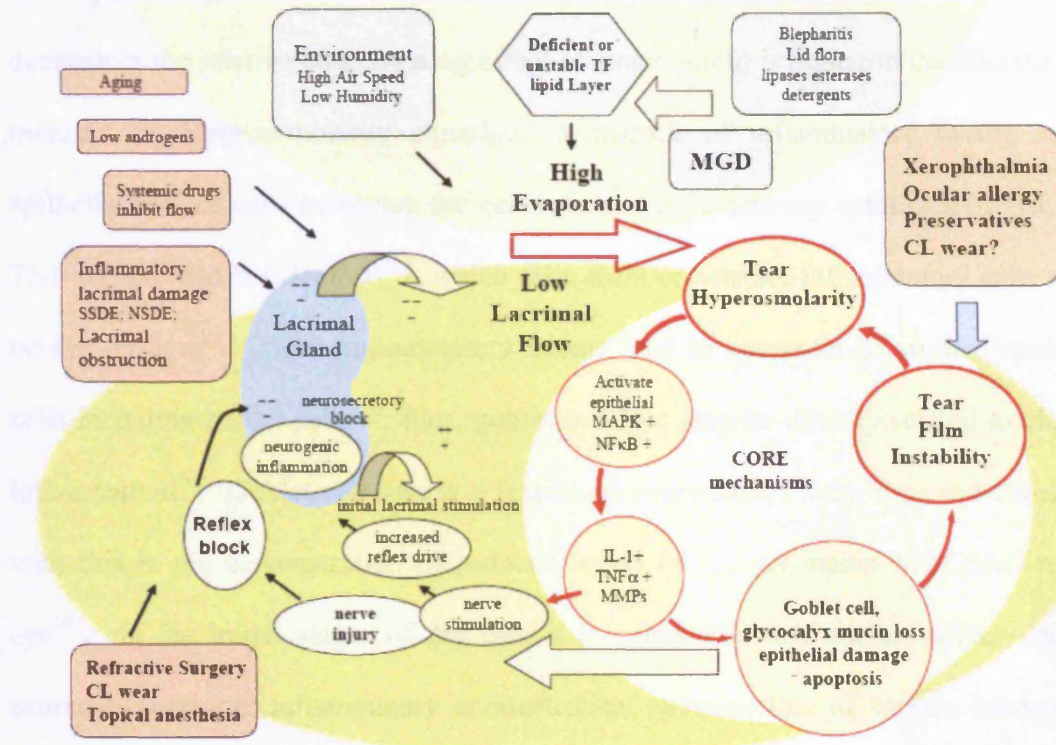 Environment
High Air Speed
Low Humidity
Deficient or
unstable TF
lipid Layer
Blepharitis
Lid flora
lipases esterases
detergents
MGD
Aging
Low androgens
Systemic drugs
inhibit flow
Inflammatory
lacrimal damage
SSDE; NSDE;
Lacrimal
obstruction
High
Evaporation
Xerophthalmia
Ocular allergy
Preservatives
CL wear?
Low
Lacrimal
Flow
Tear
Hyperosmolarity
Lacrimal
Gland
neurosecretory
block
neurogenic
inflammation
Activate
epithelial
MAPK +
NFκB +
CORE
mechanisms
Tear
Film
Instability
initial lacrimal stimulation
Reflex
block
increased
reflex drive
IL-1+
TNFα +
MMPs
nerve
injury
nerve
stimulation
Goblet cell,
glycocalyx mucin loss
epithelial damage
apoptosis
Refractive Surgery
CL wear
Topical anesthesia